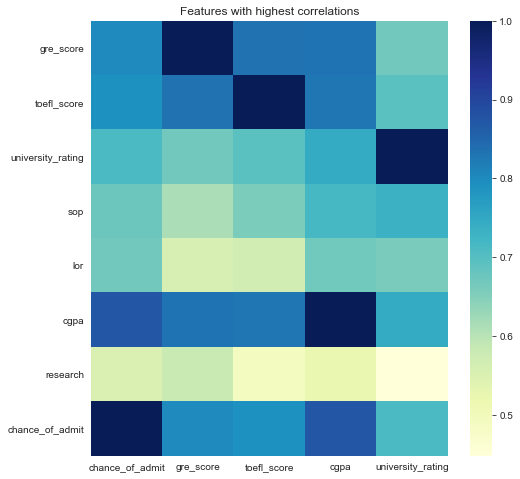 Features with highest correlations
gre_score
toefl_score
university_rating
sop
lor
cgpa
research
chance_of_admit
chance_of_admit gre_score toefl_score cgpa university_rating
1.0
0.9
0.8
0.7
0.6
0.5